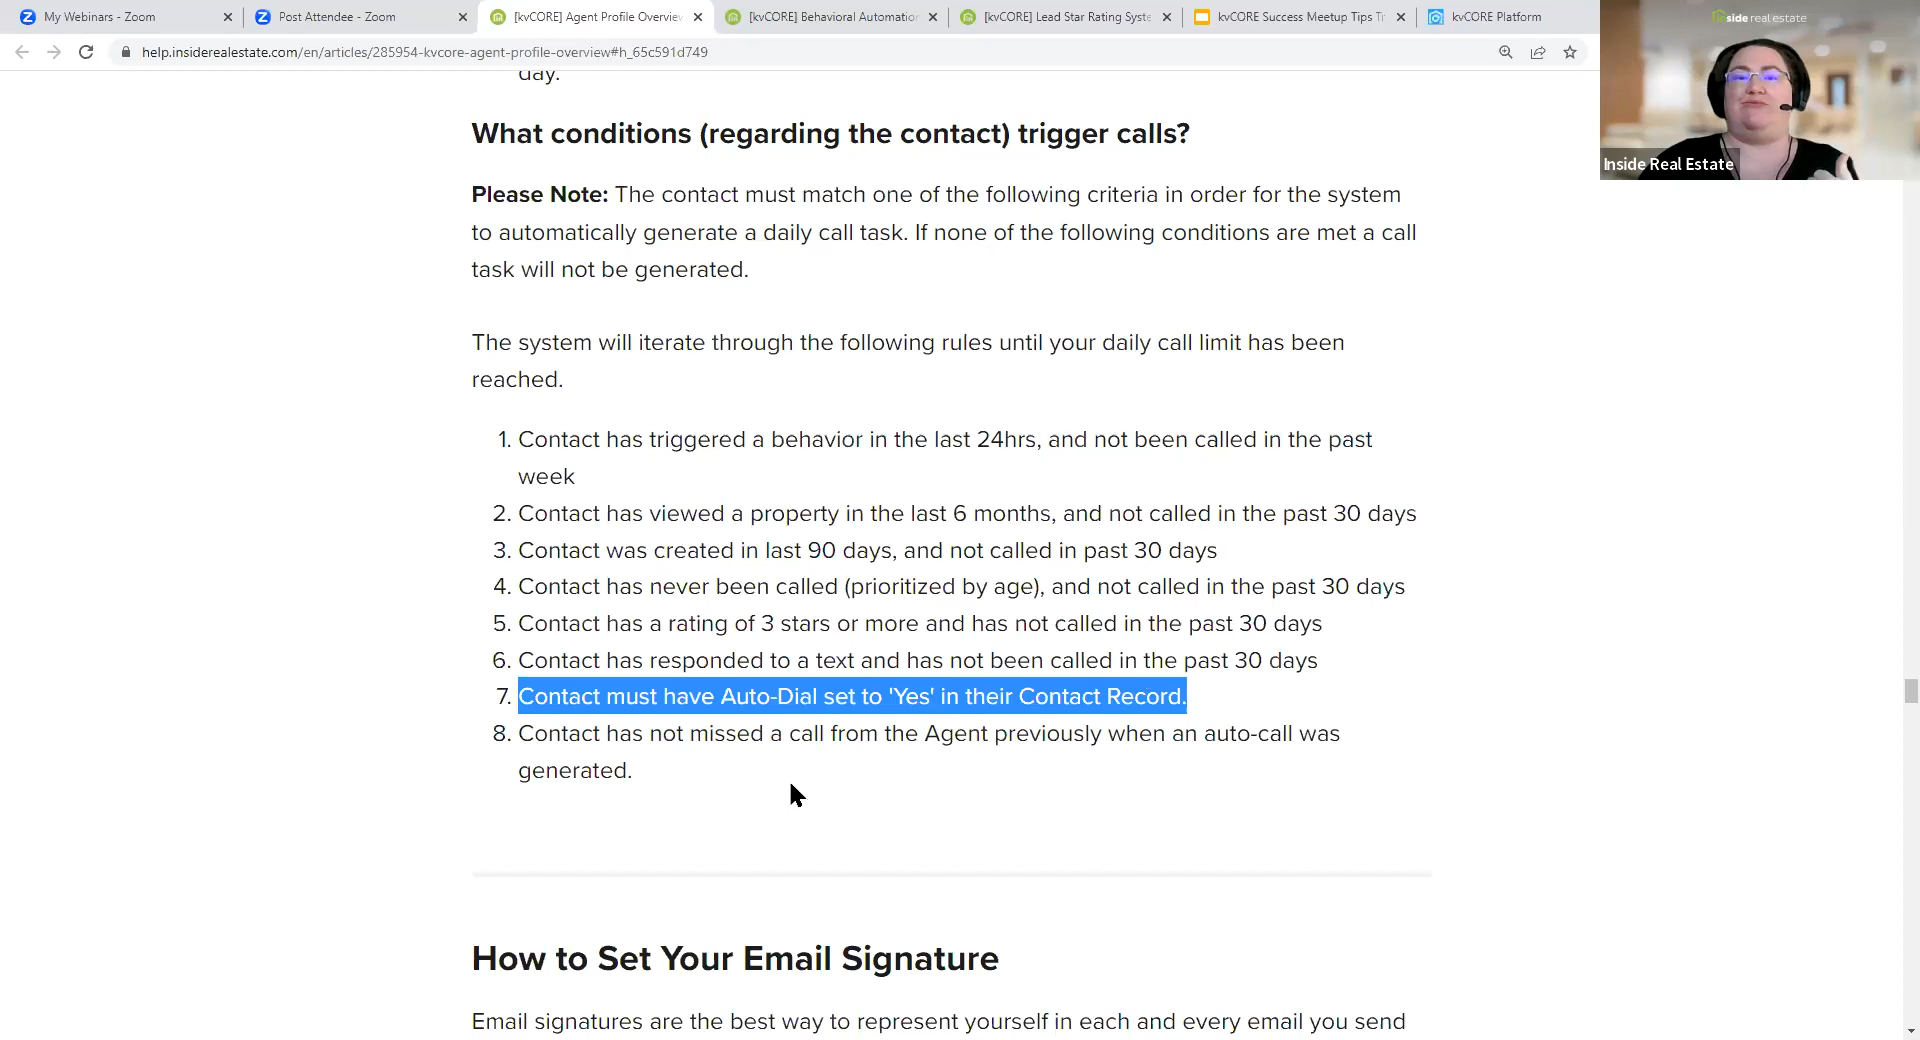 My Webinars - Zoom
Post Attendee - Zoom
[kvCORE] Agent Profile Overview
[kvCORE] Behavioral Automation
[kvCORE] Lead Star Rating Syste
kvCORE Success Meetup Tips Tr
kvCORE Platform
help.insiderealestate.com/en/articles/285954-kvcore-agent-profile-overview#h_65c591d749
inside real estate
Inside Real Estate
day.
What conditions (regarding the contact) trigger calls?
Please Note: The contact must match one of the following criteria in order for the system
to automatically generate a daily call task. If none of the following conditions are met a call
task will not be generated.
The system will iterate through the following rules until your daily call limit has been
reached.
1. Contact has triggered a behavior in the last 24hrs, and not been called in the past
week
2. Contact has viewed a property in the last 6 months, and not called in the past 30 days
3. Contact was created in last 90 days, and not called in past 30 days
4. Contact has never been called (prioritized by age), and not called in the past 30 days
5. Contact has a rating of 3 stars or more and has not called in the past 30 days
6. Contact has responded to a text and has not been called in the past 30 days
7. Contact must have Auto-Dial set to 'Yes' in their Contact Record.
8. Contact has not missed a call from the Agent previously when an auto-call was
generated.
How to Set Your Email Signature
Email signatures are the best way to represent yourself in each and every email you send